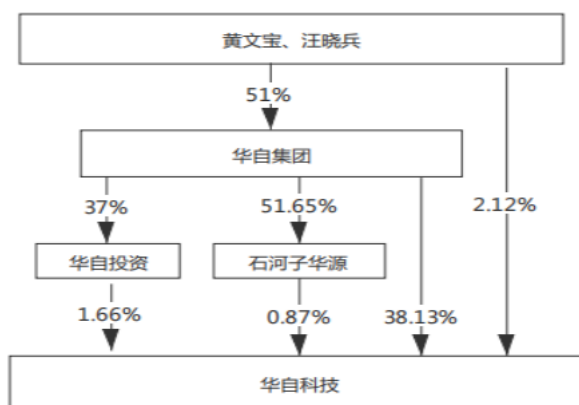 黄文宝、汪晓兵
51%
华自集团
37%
51.65%
2.12%
华自投资
石河子华源
1.66%
0.87%
38.13%
华自科技